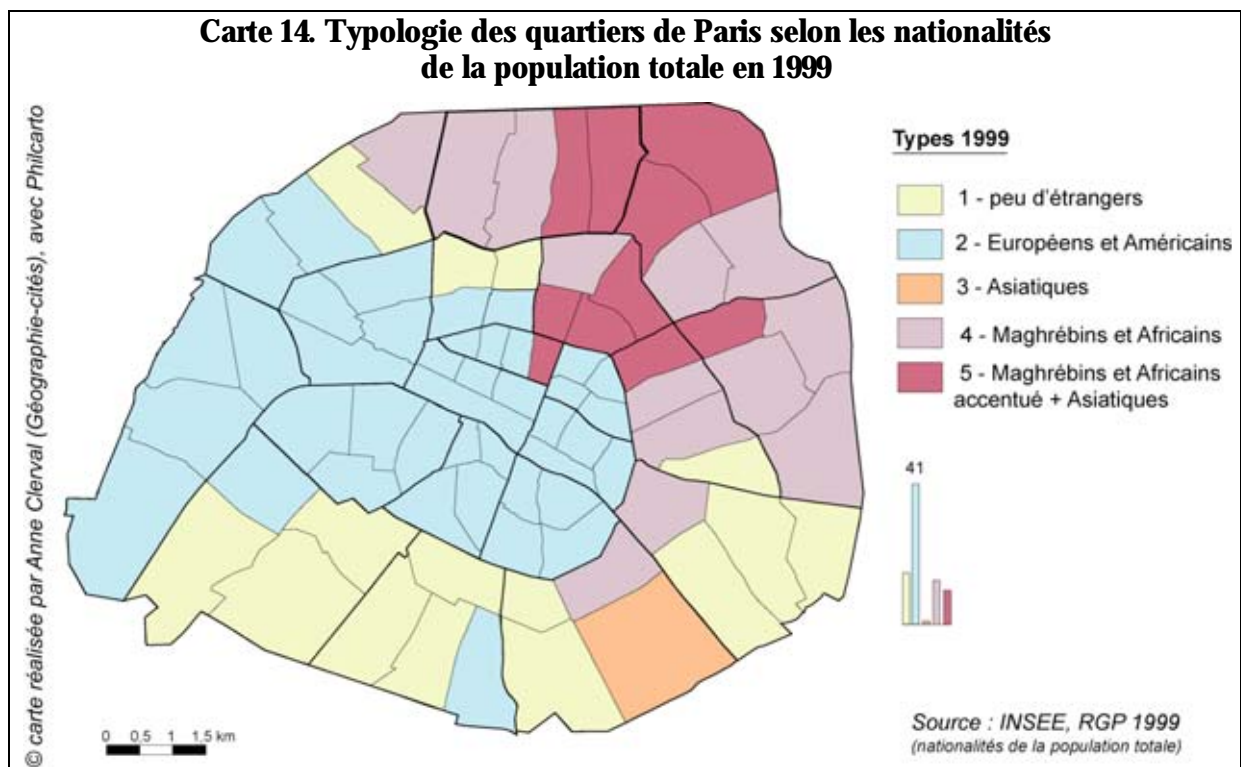 Carte 14. Typologie des quartiers de Paris selon les nationalités
de la population totale en 1999
© carte réalisée par Anne Clerval (Géographie-cités), avec Philcarto
Types 1999
1 - peu d'étrangers
2 - Européens et Américains
3 - Asiatiques
4 - Maghrébins et Africains
5 - Maghrébins et Africains
accentué + Asiatiques
41
0 0,5 1 1,5 km
Source : INSEE, RGP 1999
(nationalités de la population totale)